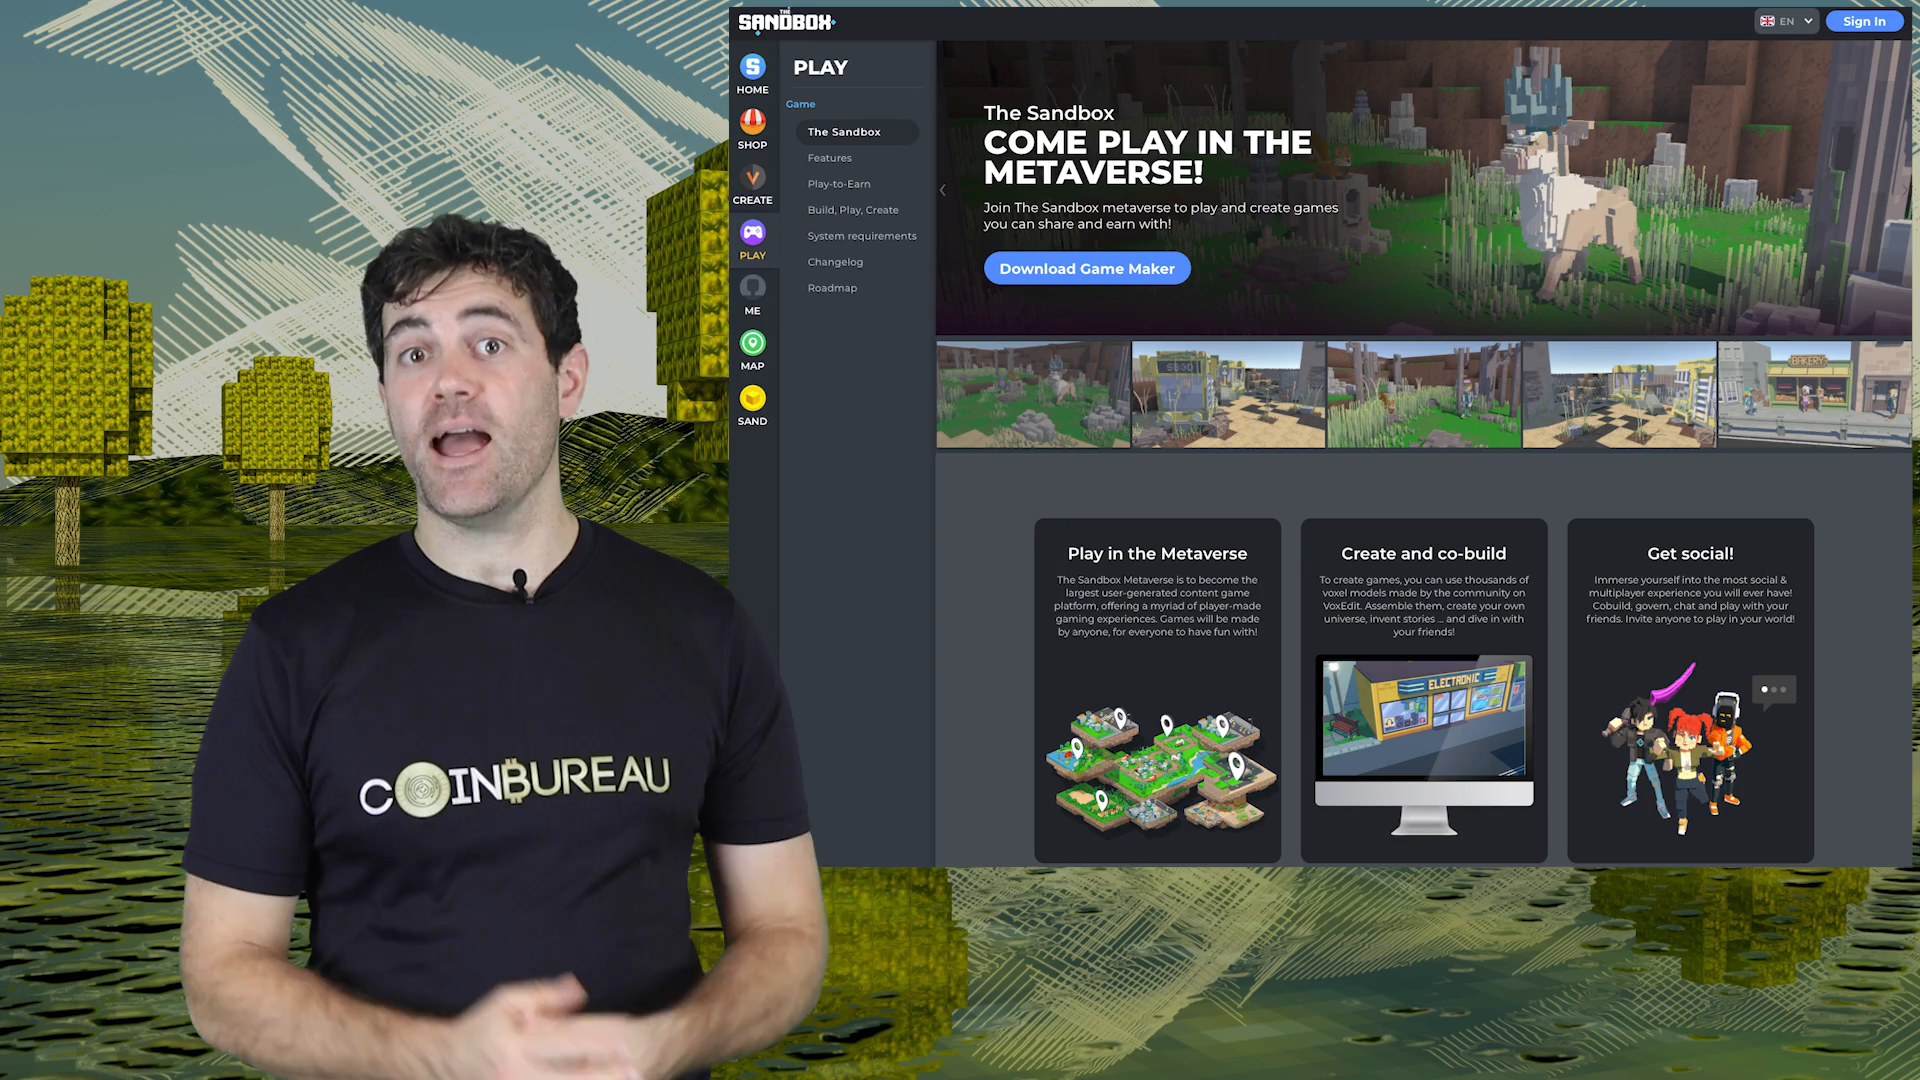 THE
SANDBOX
EN
Sign In
HOME
SHOP
CREATE
PLAY
ME
MAP
SAND
PLAY
Game
The Sandbox
Features
Play-to-Earn
Build, Play, Create
System requirements
Changelog
Roadmap
The Sandbox
COME PLAY IN THE
METAVERSE!
Join The Sandbox metaverse to play and create games
you can share and earn with!
Download Game Maker
BAKERY
Play in the Metaverse
The Sandbox Metaverse is to become the
largest user-generated content game
platform, offering a myriad of player-made
gaming experiences. Games will be made
by anyone, for everyone to have fun with!
Create and co-build
To create games, you can use thousands of
voxel models made by the community on
VoxEdit. Assemble them, create your own
universe, invent stories ... and dive in with
your friends!
ELECTRONIC
Get social!
Immerse yourself into the most social &
multiplayer experience you will ever have!
Cobuild, govern, chat and play with your
friends. Invite anyone to play in your world!
COINBUREAU